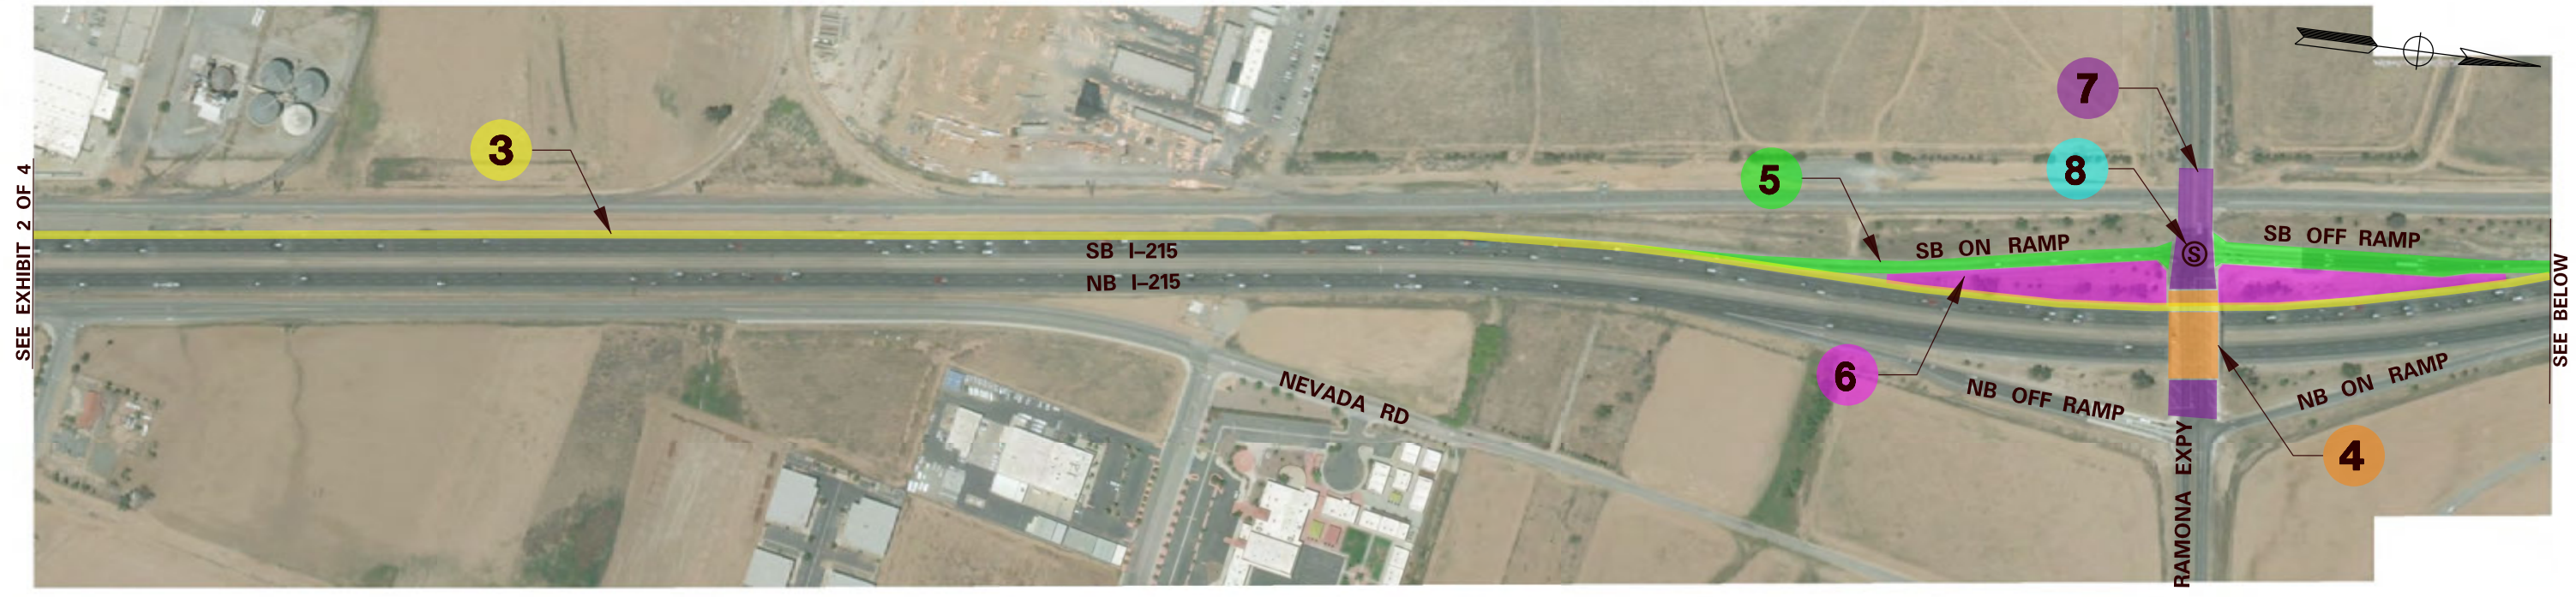 7
3
8
5
SEE EXHIBIT 2 OF 4
SB I-215
SB ON RAMP
S
SB OFF RAMP
NB I-215
SEE BELOW
6
NEVADA RD
NB OFF RAMP
NB ON RAMP
4
RAMONA EXPY